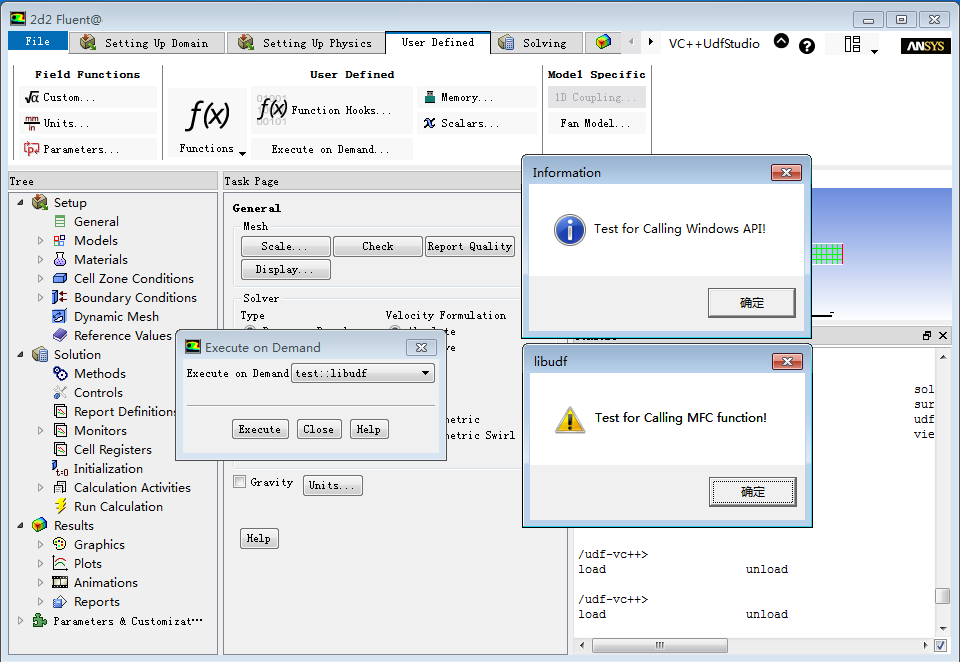 2d2 Fluent@
File
Setting Up Domain
Setting Up Physics
User Defined
Solving
VC++UdfStudio
ANSYS
Field Functions
User Defined
Model Specific
Custom...
Units...
Parameters...
f(x)
Functions
f(x) Function Hooks...
Execute on Demand...
Memory...
Scalars...
1D Coupling...
Fan Model...
Tree
Setup
General
Models
Materials
Cell Zone Conditions
Boundary Conditions
Dynamic Mesh
Reference Values
Solution
Methods
Controls
Report Definitions
Monitors
Cell Registers
Initialization
Calculation Activities
Run Calculation
Results
Graphics
Plots
Animations
Reports
Parameters & Customizat...
Task Page
General
Mesh
Scale...
Check
Report Quality
Display...
Solver
Type
Velocity Formulation
metric
metric Swirl
Gravity
Units...
Help
Execute on Demand
Execute on Demand
test::libudf
Execute
Close
Help
Information
Test for Calling Windows API!
确定
libudf
Test for Calling MFC function!
确定
sol
sur
udf
vie
/udf-vc++>
load unload
/udf-vc++>
load unload